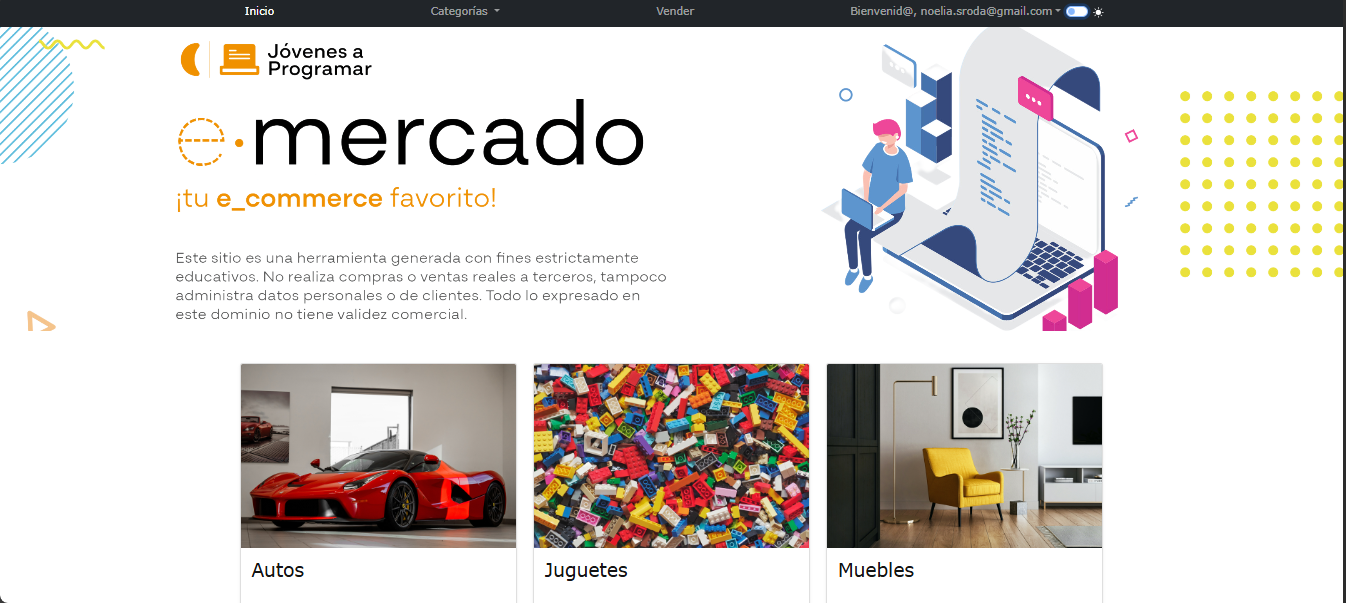 Inicio
Categorías
Vender
Bienvenid@, noelia.sroda@gmail.com
Jóvenes a
Programar
e·mercado
¡tu e_commerce favorito!
Este sitio es una herramienta generada con fines estrictamente
educativos. No realiza compras o ventas reales a terceros, tampoco
administra datos personales o de clientes. Todo lo expresado en
este dominio no tiene validez comercial.
Autos
Juguetes
Muebles